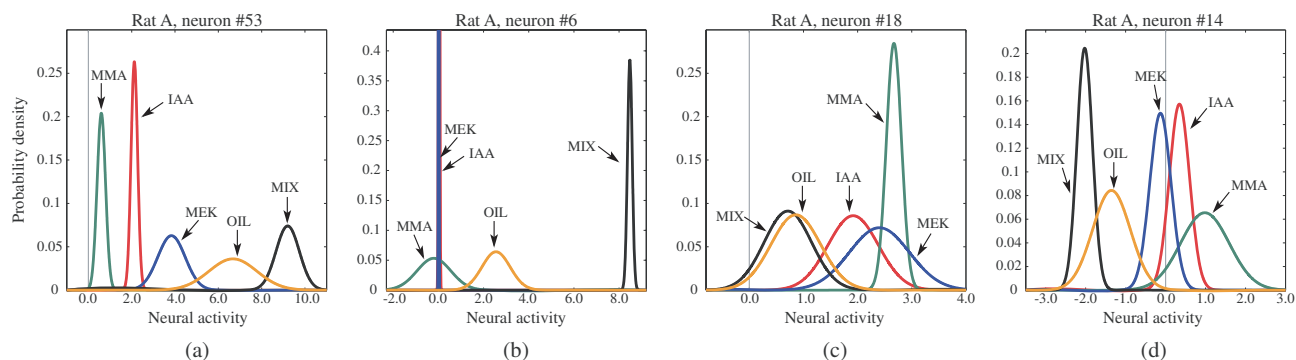 Rat A, neuron #53
Rat A, neuron #6
Rat A, neuron #18
Rat A, neuron #14
Probability density
0.25
0.2
0.15
0.1
0.05
0
MMA
IAA
MEK
OIL
MIX
0.0 2.0 4.0 6.0 8.0 10.0
Neural activity
(a)
0.4
0.35
0.3
0.25
0.2
0.15
0.1
0.05
0
MEK
IAA
MIX
MMA
OIL
-2.0 0.0 2.0 4.0 6.0 8.0
Neural activity
(b)
0.25
0.2
0.15
0.1
0.05
0
MMA
OIL
IAA
MIX
MEK
0.0 1.0 2.0 3.0 4.0
Neural activity
(c)
0.2
0.18
0.16
0.14
0.12
0.1
0.08
0.06
0.04
0.02
0
MEK
IAA
MIX
OIL
MMA
-3.0 -2.0 -1.0 0.0 1.0 2.0 3.0
Neural activity
(d)